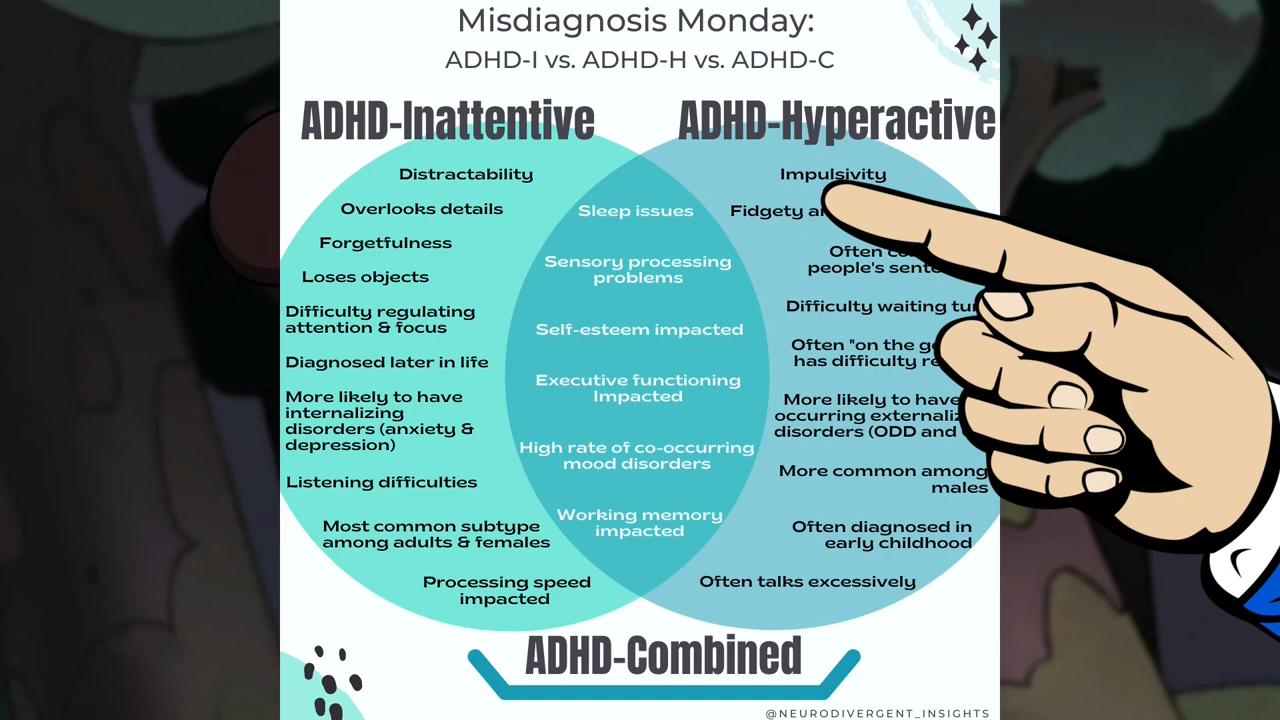 Misdiagnosis Monday:
ADHD-I vs. ADHD-H vs. ADHD-C
ADHD-Inattentive
Distractability
Overlooks details
Forgetfulness
Loses objects
Difficulty regulating
attention & focus
Diagnosed later in life
More likely to have
internalizing
disorders (anxiety &
depression)
Listening difficulties
Most common subtype
among adults & females
Processing speed
impacted
Sleep issues
Sensory processing
problems
Self-esteem impacted
Executive functioning
Impacted
High rate of co-occurring
mood disorders
Working memory
impacted
ADHD-Hyperactive
Impulsivity
Fidgety
Often
people's
Difficulty waiting
Often "on the
has difficulty
More likely to have
occurring
disorders (ODD and
More common among
males
Often diagnosed in
early childhood
Often talks excessively
ADHD-Combined
@NEURODIVERGENT_INSIGHTS